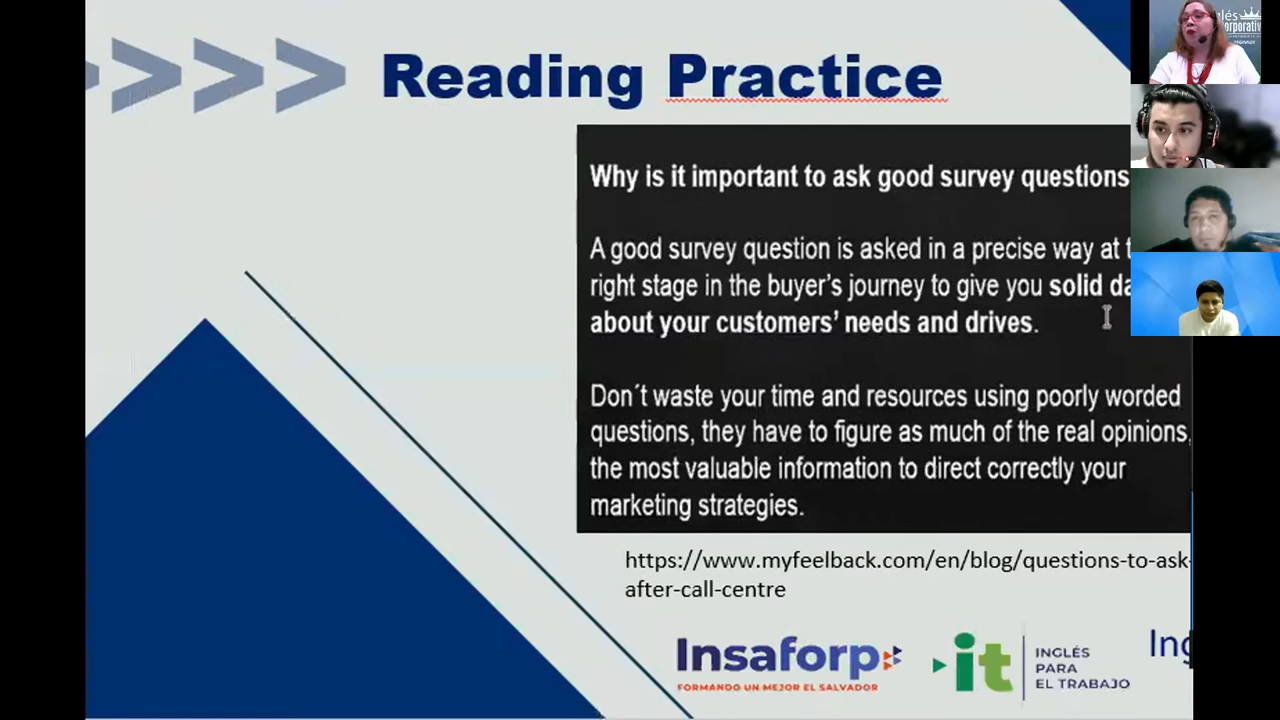 Reading Practice
Why is it important to ask good survey questions
A good survey question is asked in a precise way at
right stage in the buyer's journey to give you solid
about your customers' needs and drives.
Don´t waste your time and resources using poorly worded
questions, they have to figure as much of the real opinions,
the most valuable information to direct correctly your
marketing strategies.
https://www.myfeelback.com/en/blog/questions-to-ask-
after-call-centre
Insaforp
FORMANDO UN MEJOR EL SALVADOR
it
INGLÉS
PARA
EL TRABAJO